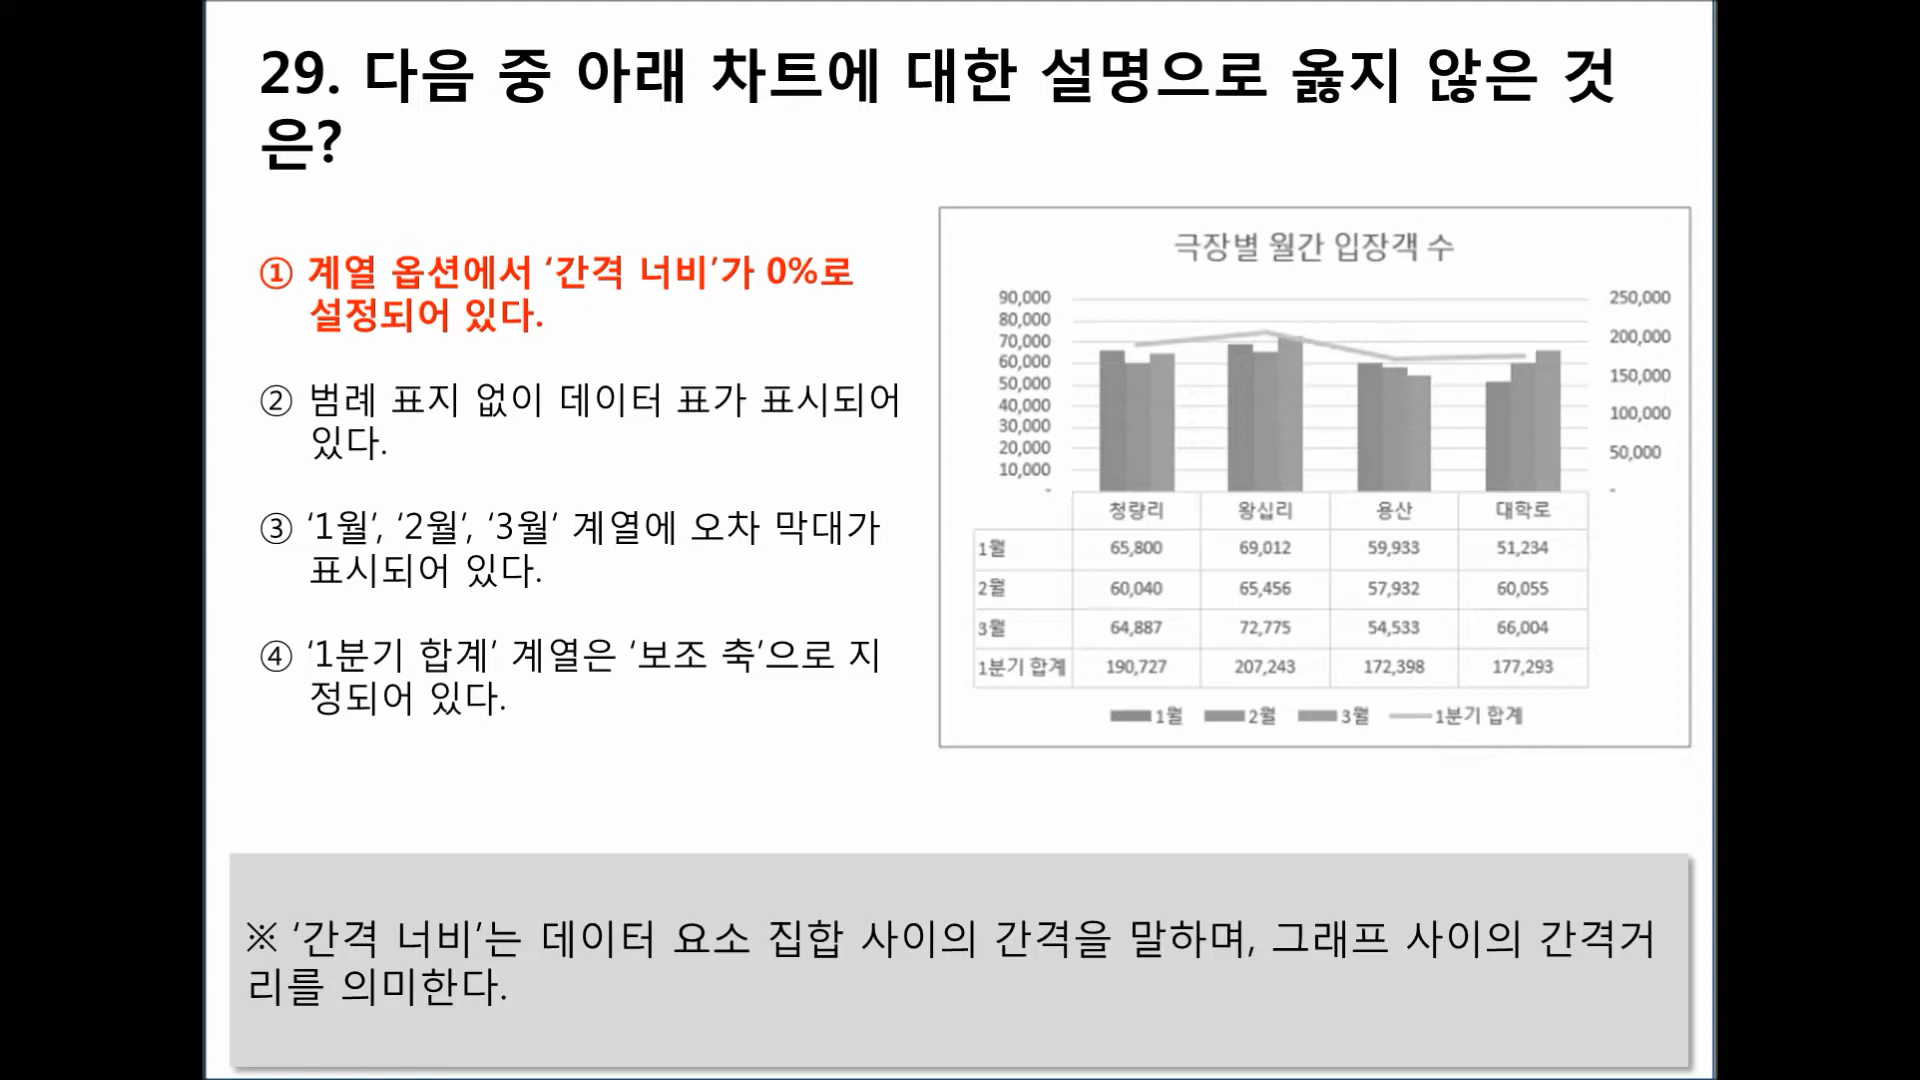 29. 다음 중 아래 차트에 대한 설명으로 옳지 않은 것
은?
① 계열 옵션에서 ‘간격 너비’가 0%로
설정되어 있다.
② 범례 표지 없이 데이터 표가 표시되어
있다.
③ ‘1월’, ‘2월’, ‘3월’ 계열에 오차 막대가
표시되어 있다.
④ ‘1분기 합계’ 계열은 ‘보조 축’으로 지
정되어 있다.
극장별 월간 입장객 수
90,000 250,000
80,000
70,000 200,000
60,000
50,000 150,000
40,000 100,000
30,000
20,000 50,000
10,000
- -
청량리 왕십리 용산 대학로
1월 65,800 69,012 59,933 51,234
2월 60,040 65,456 57,932 60,055
3월 64,887 72,775 54,533 66,004
1분기 합계 190,727 207,243 172,398 177,293
1월 2월 3월 1분기 합계
※ ‘간격 너비’는 데이터 요소 집합 사이의 간격을 말하며, 그래프 사이의 간격거
리를 의미한다.